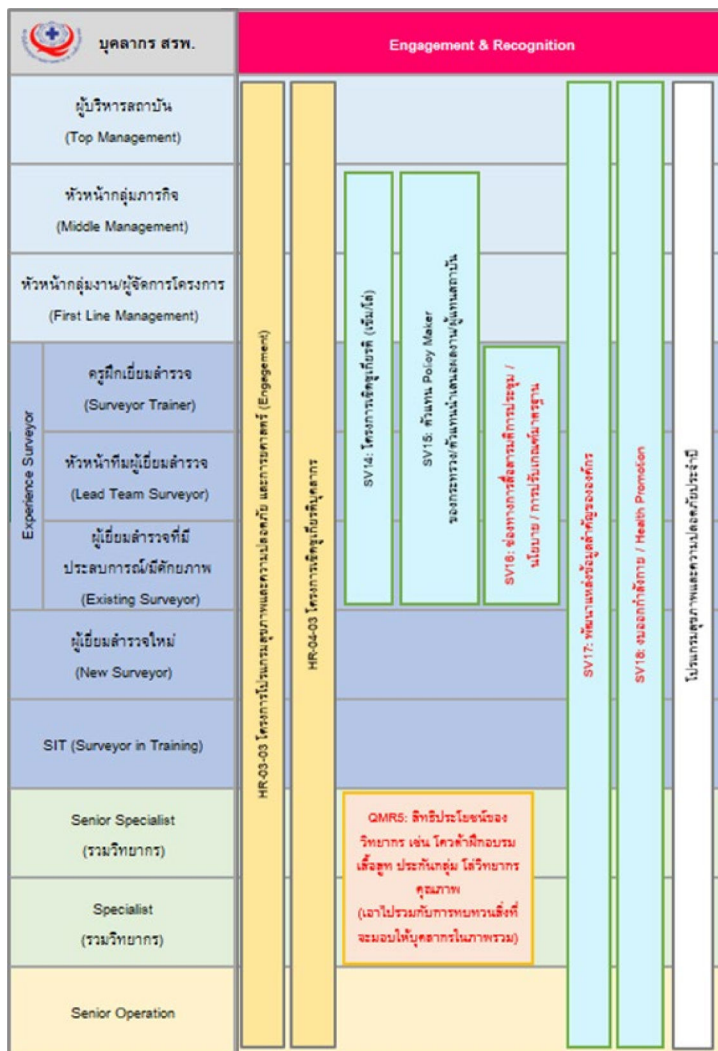 บุคลากร สรพ.
Engagement & Recognition
ผู้บริหารสถาบัน
(Top Management)
หัวหน้ากลุ่มภารกิจ
(Middle Management)
หัวหน้ากลุ่มงาน/ผู้จัดการโครงการ
(First Line Management)
Experience Surveyor
ครูฝึกเยี่ยมสำรวจ
(Surveyor Trainer)
หัวหน้าทีมผู้เยี่ยมสำรวจ
(Lead Team Surveyor)
ผู้เยี่ยมสำรวจที่มี
ประสบการณ์/มีศักยภาพ
(Existing Surveyor)
ผู้เยี่ยมสำรวจใหม่
(New Surveyor)
SIT (Surveyor in Training)
Senior Specialist
(รวมวิทยากร)
Specialist
(รวมวิทยากร)
Senior Operation
HR-03-03 โครงการโปรแกรมสุขภาพและความปลอดภัย และการยศาสตร์ (Engagement)
HR-04-03 โครงการเชิดชูเกียรติบุคลากร
SV14: โครงการเชิดชูเกียรติ (เข็ม/โล่)
SV15: ตัวแทน Policy Maker
ของกระทรวง/ตัวแทนนำเสนอผลงาน/ผู้แทนสถาบัน
SV16: ช่องทางการสื่อสารมติการประชุม /
นโยบาย / การปรับเกณฑ์มาตรฐาน
SV17: พัฒนาแหล่งข้อมูลสำคัญขององค์กร
SV18: งบออกกำลังกาย / Health Promotion
โปรแกรมสุขภาพและความปลอดภัยประจำปี
QMR5: สิทธิประโยชน์ของ
วิทยากร เช่น โควต้าฝึกอบรม
เสื้อสูท ประกันกลุ่ม โล่วิทยากร
คุณภาพ
(เอาไปรวมกับการทบทวนสิ่งที่
จะมอบให้บุคลากรในภาพรวม)